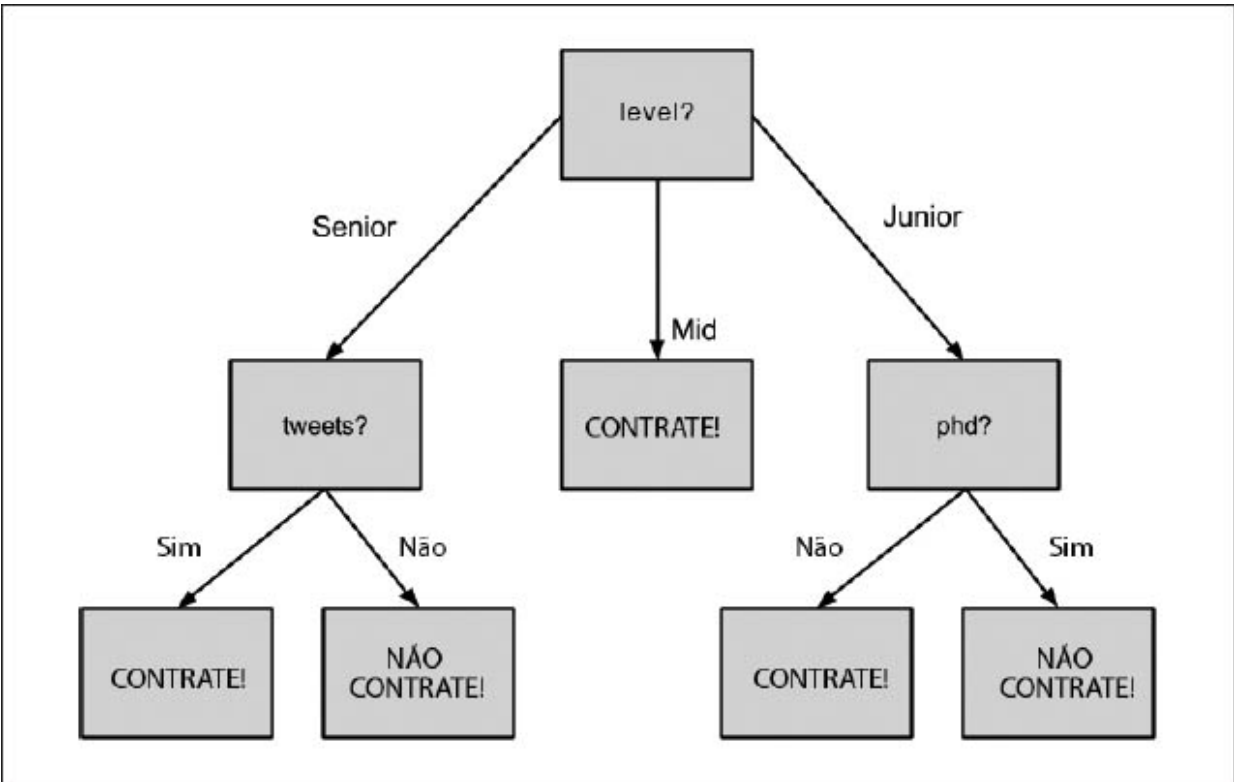 level?
Senior
Junior
Mid
tweets?
CONTRATE!
phd?
Sim
Não
Não
Sim
CONTRATE!
NÃO
CONTRATE!
CONTRATE!
NÃO
CONTRATE!